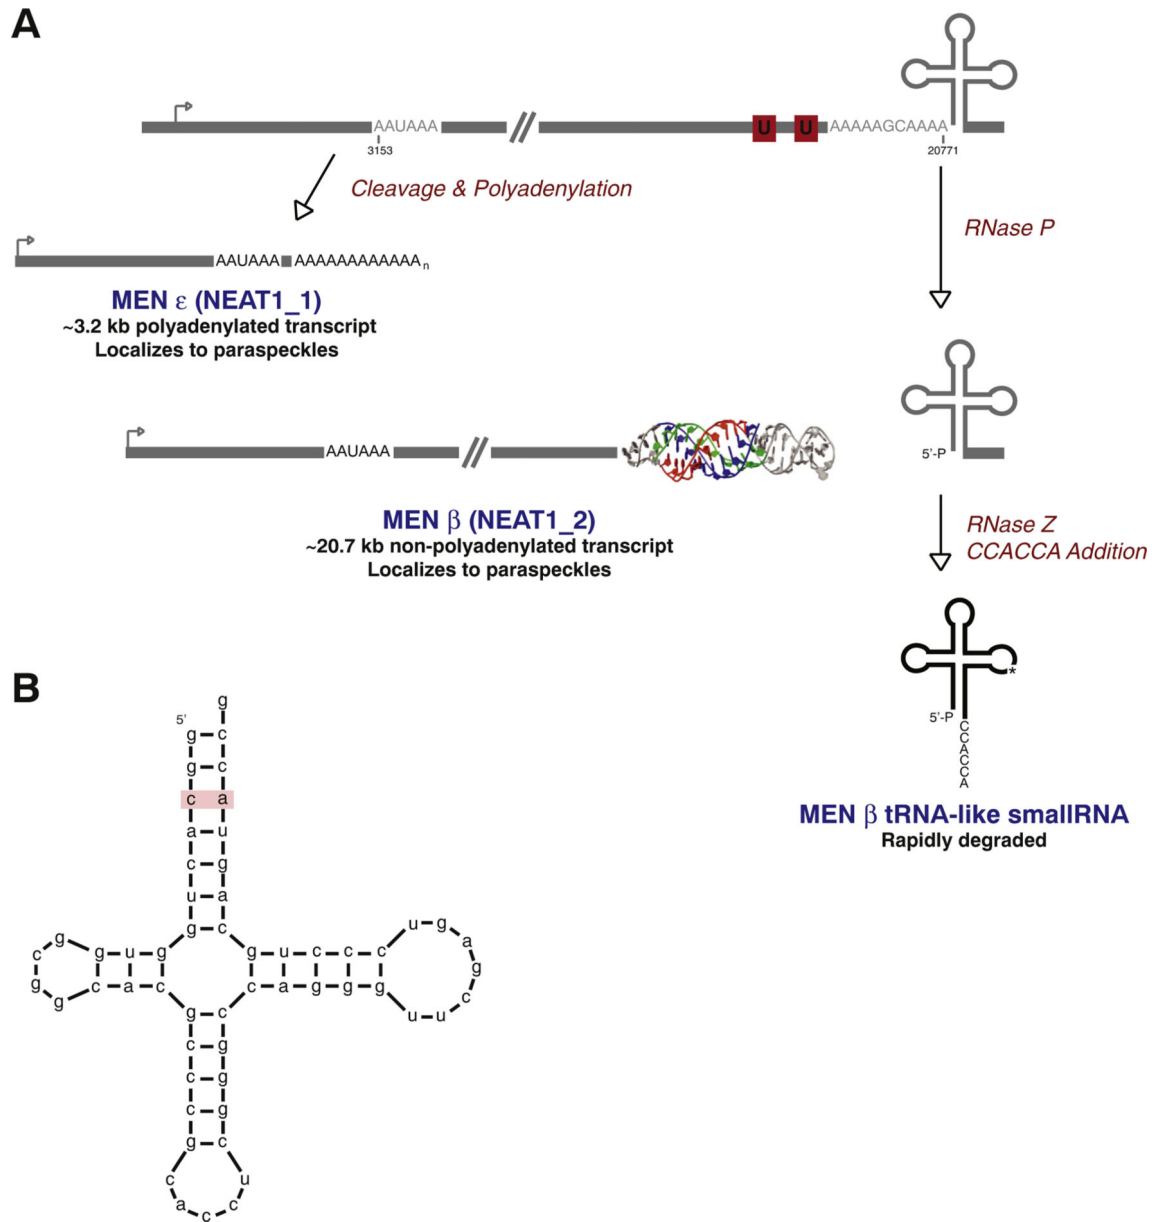 A
AAUAAA
U
U
AAAAAGCAAAA
3153
20771
Cleavage & Polyadenylation
RNase P
AAUAAA
AAAAAAAAAAAAn
MEN ε (NEAT1_1)
~3.2 kb polyadenylated transcript
Localizes to paraspeckles
AAUAAA
5'-P
MEN β (NEAT1_2)
~20.7 kb non-polyadenylated transcript
Localizes to paraspeckles
RNase Z
CCACCA Addition
*
5'-P
C
C
A
C
C
A
MEN β tRNA-like smallRNA
Rapidly degraded
B
g
5'
g c
g c
c a
a u
c g
u a
g c
c g g u g g u c c c u g a g c u u
g g c a c c a g g g
g c
c g
c g
c g
g c
c u
a c
c